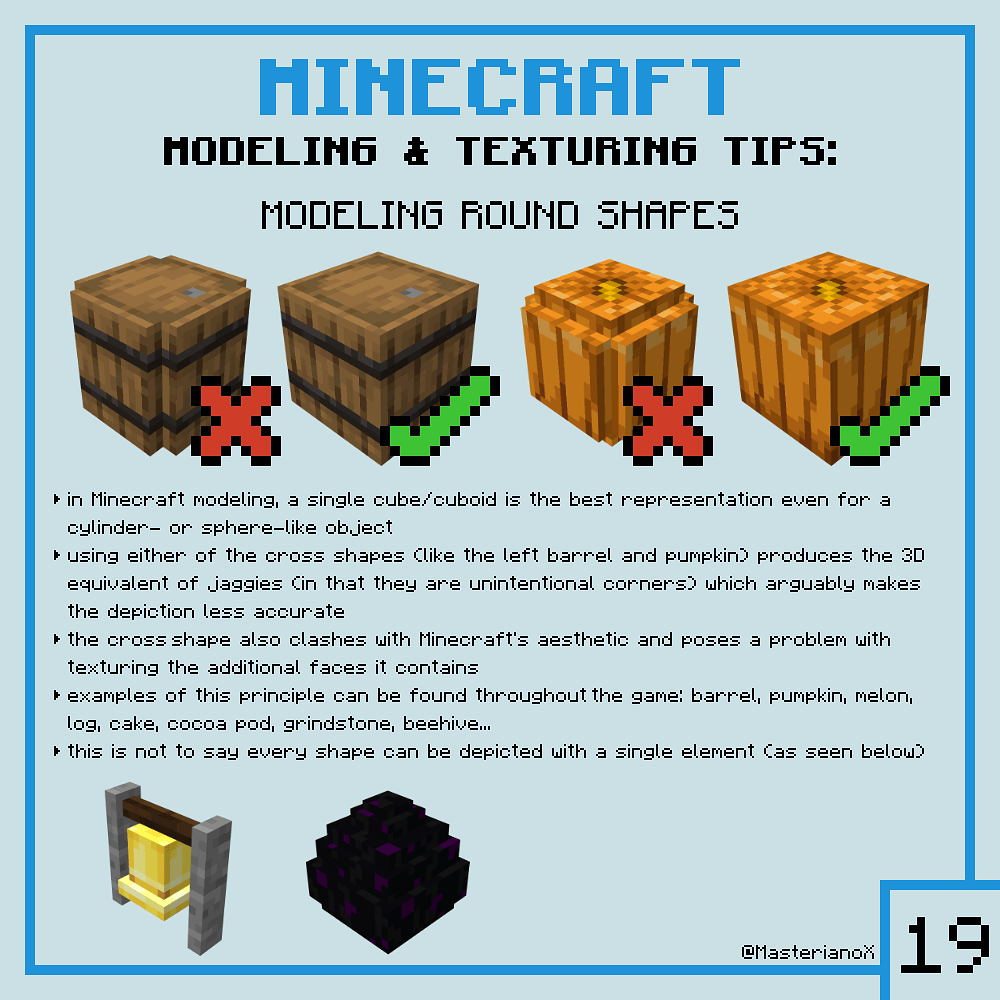 MINECRAFT
MODELING & TEXTURING TIPS:
MODELING ROUND SHAPES
▸ in Minecraft modeling, a single cube/cuboid is the best representation even for a
cylinder- or sphere-like object
▸ using either of the cross shapes (like the left barrel and pumpkin) produces the 3D
equivalent of jaggies (in that they are unintentional corners) which arguably makes
the depiction less accurate
▸ the cross shape also clashes with Minecraft's aesthetic and poses a problem with
texturing the additional faces it contains
▸ examples of this principle can be found throughout the game: barrel, pumpkin, melon,
log, cake, cocoa pod, grindstone, beehive...
▸ this is not to say every shape can be depicted with a single element (as seen below)
@MasterianoX
19